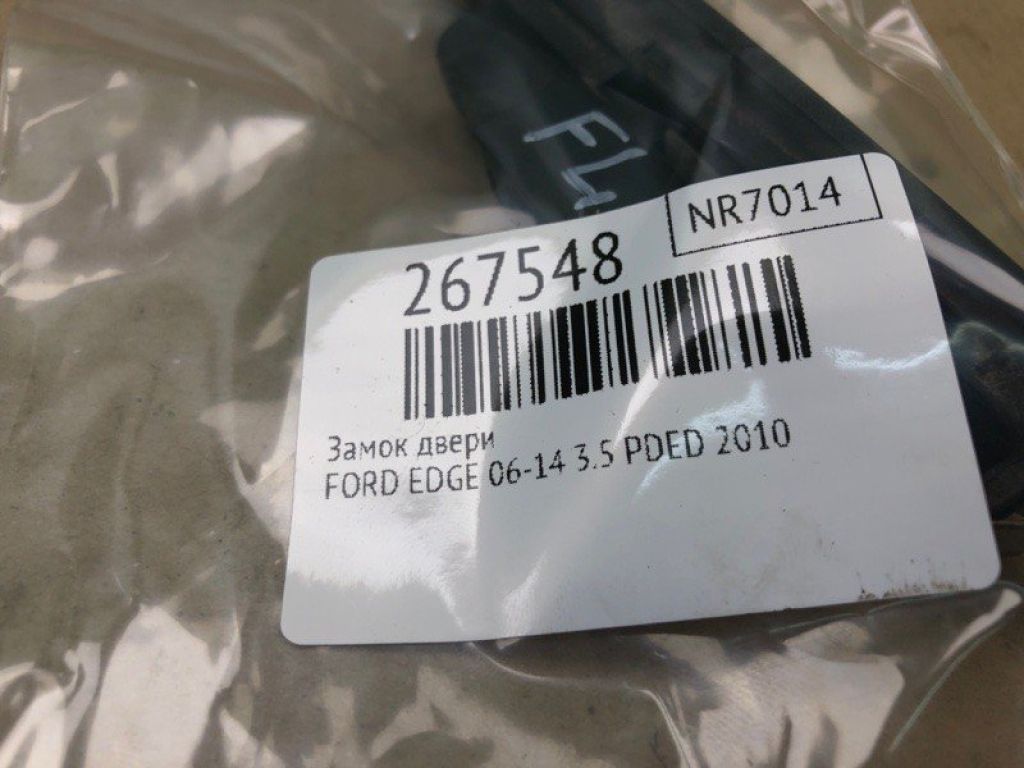 FL
NR7014
267548
Замок двери
FORD EDGE 06-14 3.5 PDED 2010